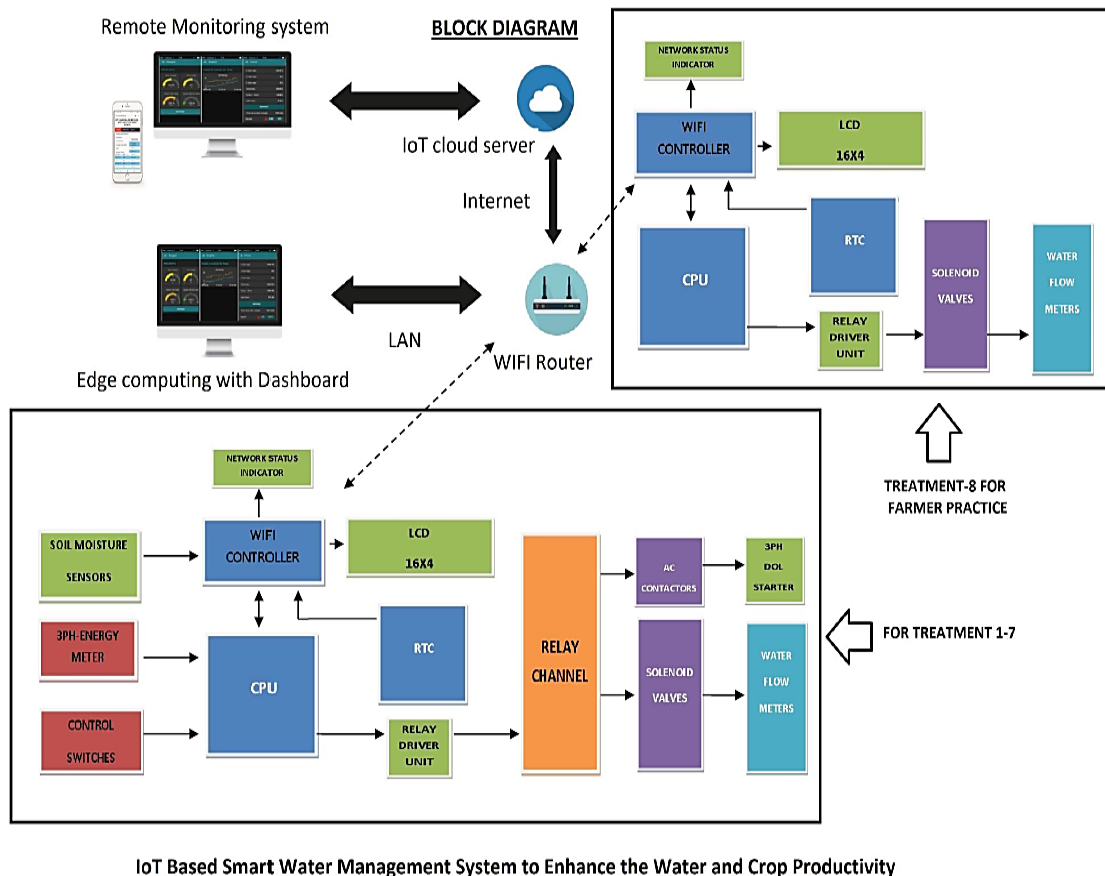 Remote Monitoring system
BLOCK DIAGRAM
IoT cloud server
Internet
LAN
WIFI Router
Edge computing with Dashboard
NETWORK STATUS
INDICATOR
WIFI
CONTROLLER
LCD
16X4
CPU
RTC
RELAY
DRIVER
UNIT
SOLENOID
VALVES
WATER
FLOW
METERS
TREATMENT-8 FOR
FARMER PRACTICE
NETWORK STATUS
INDICATOR
SOIL MOISTURE
SENSORS
WIFI
CONTROLLER
LCD
16X4
3PH-ENERGY
METER
CPU
RTC
CONTROL
SWITCHES
RELAY
DRIVER
UNIT
RELAY
CHANNEL
AC
CONTACTORS
3PH
DOL
STARTER
SOLENOID
VALVES
WATER
FLOW
METERS
FOR TREATMENT 1-7
IoT Based Smart Water Management System to Enhance the Water and Crop Productivity